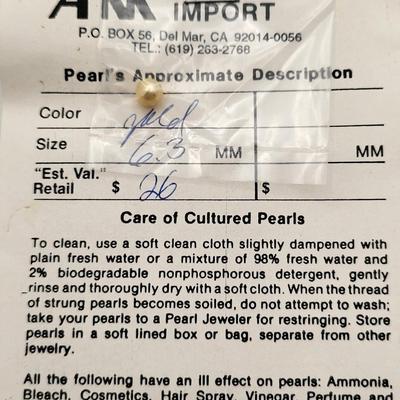 IMPORT
P.O. BOX 56, Del Mar, CA 92014-0056
TEL.: (619) 263-2768
Pearl's Approximate Description
Color gold
Size 6.3 MM MM
"Est. Val."
Retail $ 26 $
Care of Cultured Pearls
To clean, use a soft clean cloth slightly dampened with
plain fresh water or a mixture of 98% fresh water and
2% biodegradable nonphosphorous detergent, gently
rinse and thoroughly dry with a soft cloth. When the thread
of strung pearls becomes soiled, do not attempt to wash;
take your pearls to a Pearl Jeweler for restringing. Store
pearls in a soft lined box or bag, separate from other
jewelry.
All the following have an ill effect on pearls: Ammonia,
Bleach, Cosmetics, Hair Spray, Vinegar, Perfume and